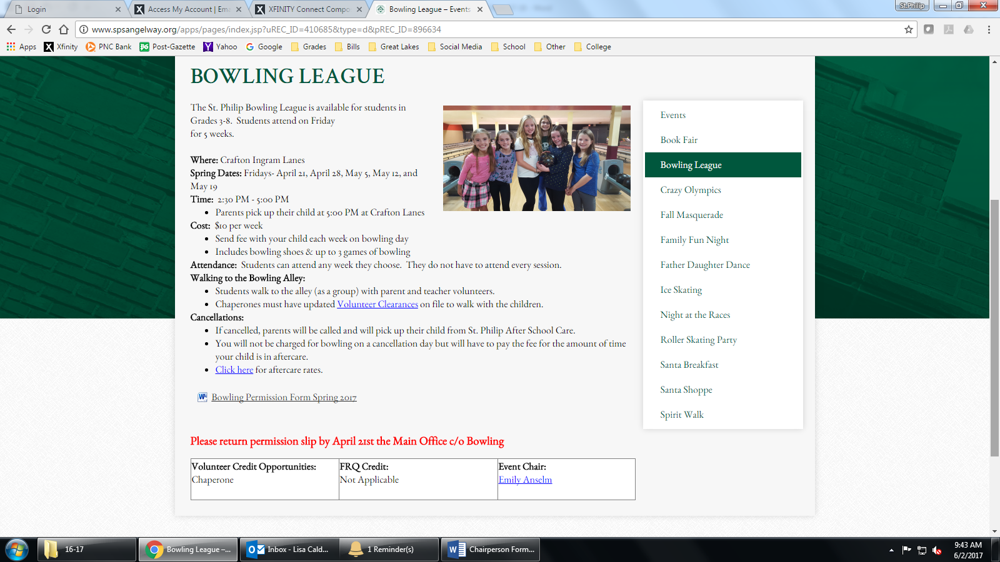 Login
Access My Account | Ema
XFINITY Connect Compo
Bowling League – Events
St.Philip
www.spsangelway.org/apps/pages/index.jsp?uREC_ID=410685&type=d&pREC_ID=896634
Apps Xfinity PNC Bank Post-Gazette Yahoo Google Grades Bills Great Lakes Social Media School Other College
BOWLING LEAGUE
The St. Philip Bowling League is available for students in
Grades 3-8. Students attend on Friday
for 5 weeks.
Where: Crafton Ingram Lanes
Spring Dates: Fridays- April 21, April 28, May 5, May 12, and
May 19
Time: 2:30 PM - 5:00 PM
• Parents pick up their child at 5:00 PM at Crafton Lanes
Cost: $10 per week
• Send fee with your child each week on bowling day
• Includes bowling shoes & up to 3 games of bowling
Attendance: Students can attend any week they choose. They do not have to attend every session.
Walking to the Bowling Alley:
• Students walk to the alley (as a group) with parent and teacher volunteers.
• Chaperones must have updated Volunteer Clearances on file to walk with the children.
Cancellations:
• If cancelled, parents will be called and will pick up their child from St. Philip After School Care.
• You will not be charged for bowling on a cancellation day but will have to pay the fee for the amount of time
your child is in aftercare.
• Click here for aftercare rates.
Bowling Permission Form Spring 2017
Please return permission slip by April 21st the Main Office c/o Bowling
Volunteer Credit Opportunities:
Chaperone
FRQ Credit:
Not Applicable
Event Chair:
Emily Anselm
Events
Book Fair
Bowling League
Crazy Olympics
Fall Masquerade
Family Fun Night
Father Daughter Dance
Ice Skating
Night at the Races
Roller Skating Party
Santa Breakfast
Santa Shoppe
Spirit Walk
16-17
Bowling League –...
Inbox - Lisa Cald...
1 Reminder(s)
Chairperson Form...
9:43 AM
6/2/2017